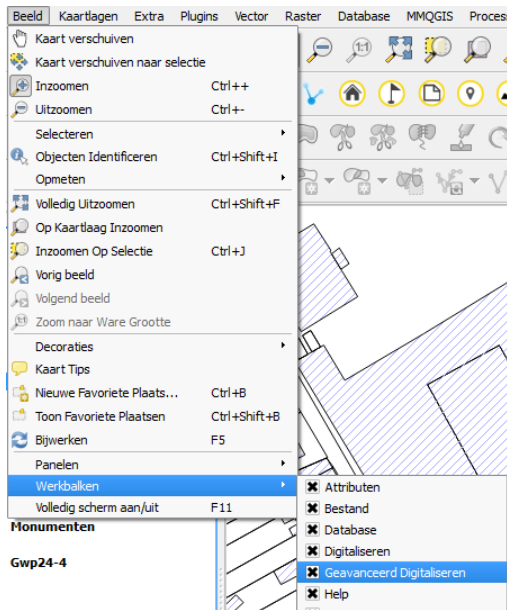 Beeld Kaartlagen Extra Plugins Vector Raster Database MMQGIS
Kaart verschuiven
Kaart verschuiven naar selectie
Inzoomen Ctrl++
Uitzoomen Ctrl+-
Selecteren
Objecten Identificeren Ctrl+Shift+I
Opmeten
Volledig Uitzoomen Ctrl+Shift+F
Op Kaartlaag Inzoomen
Inzoomen Op Selectie Ctrl+J
Vorig beeld
Volgend beeld
Zoom naar Ware Grootte
Decoraties
Kaart Tips
Nieuwe Favoriete Plaats... Ctrl+B
Toon Favoriete Plaatsen Ctrl+Shift+B
Bijwerken F5
Panelen
Werkbalken
Volledig scherm aan/uit F11
Attributen
Bestand
Database
Digitaliseren
Geavanceerd Digitaliseren
Help
Monumenten
Gwp24-4